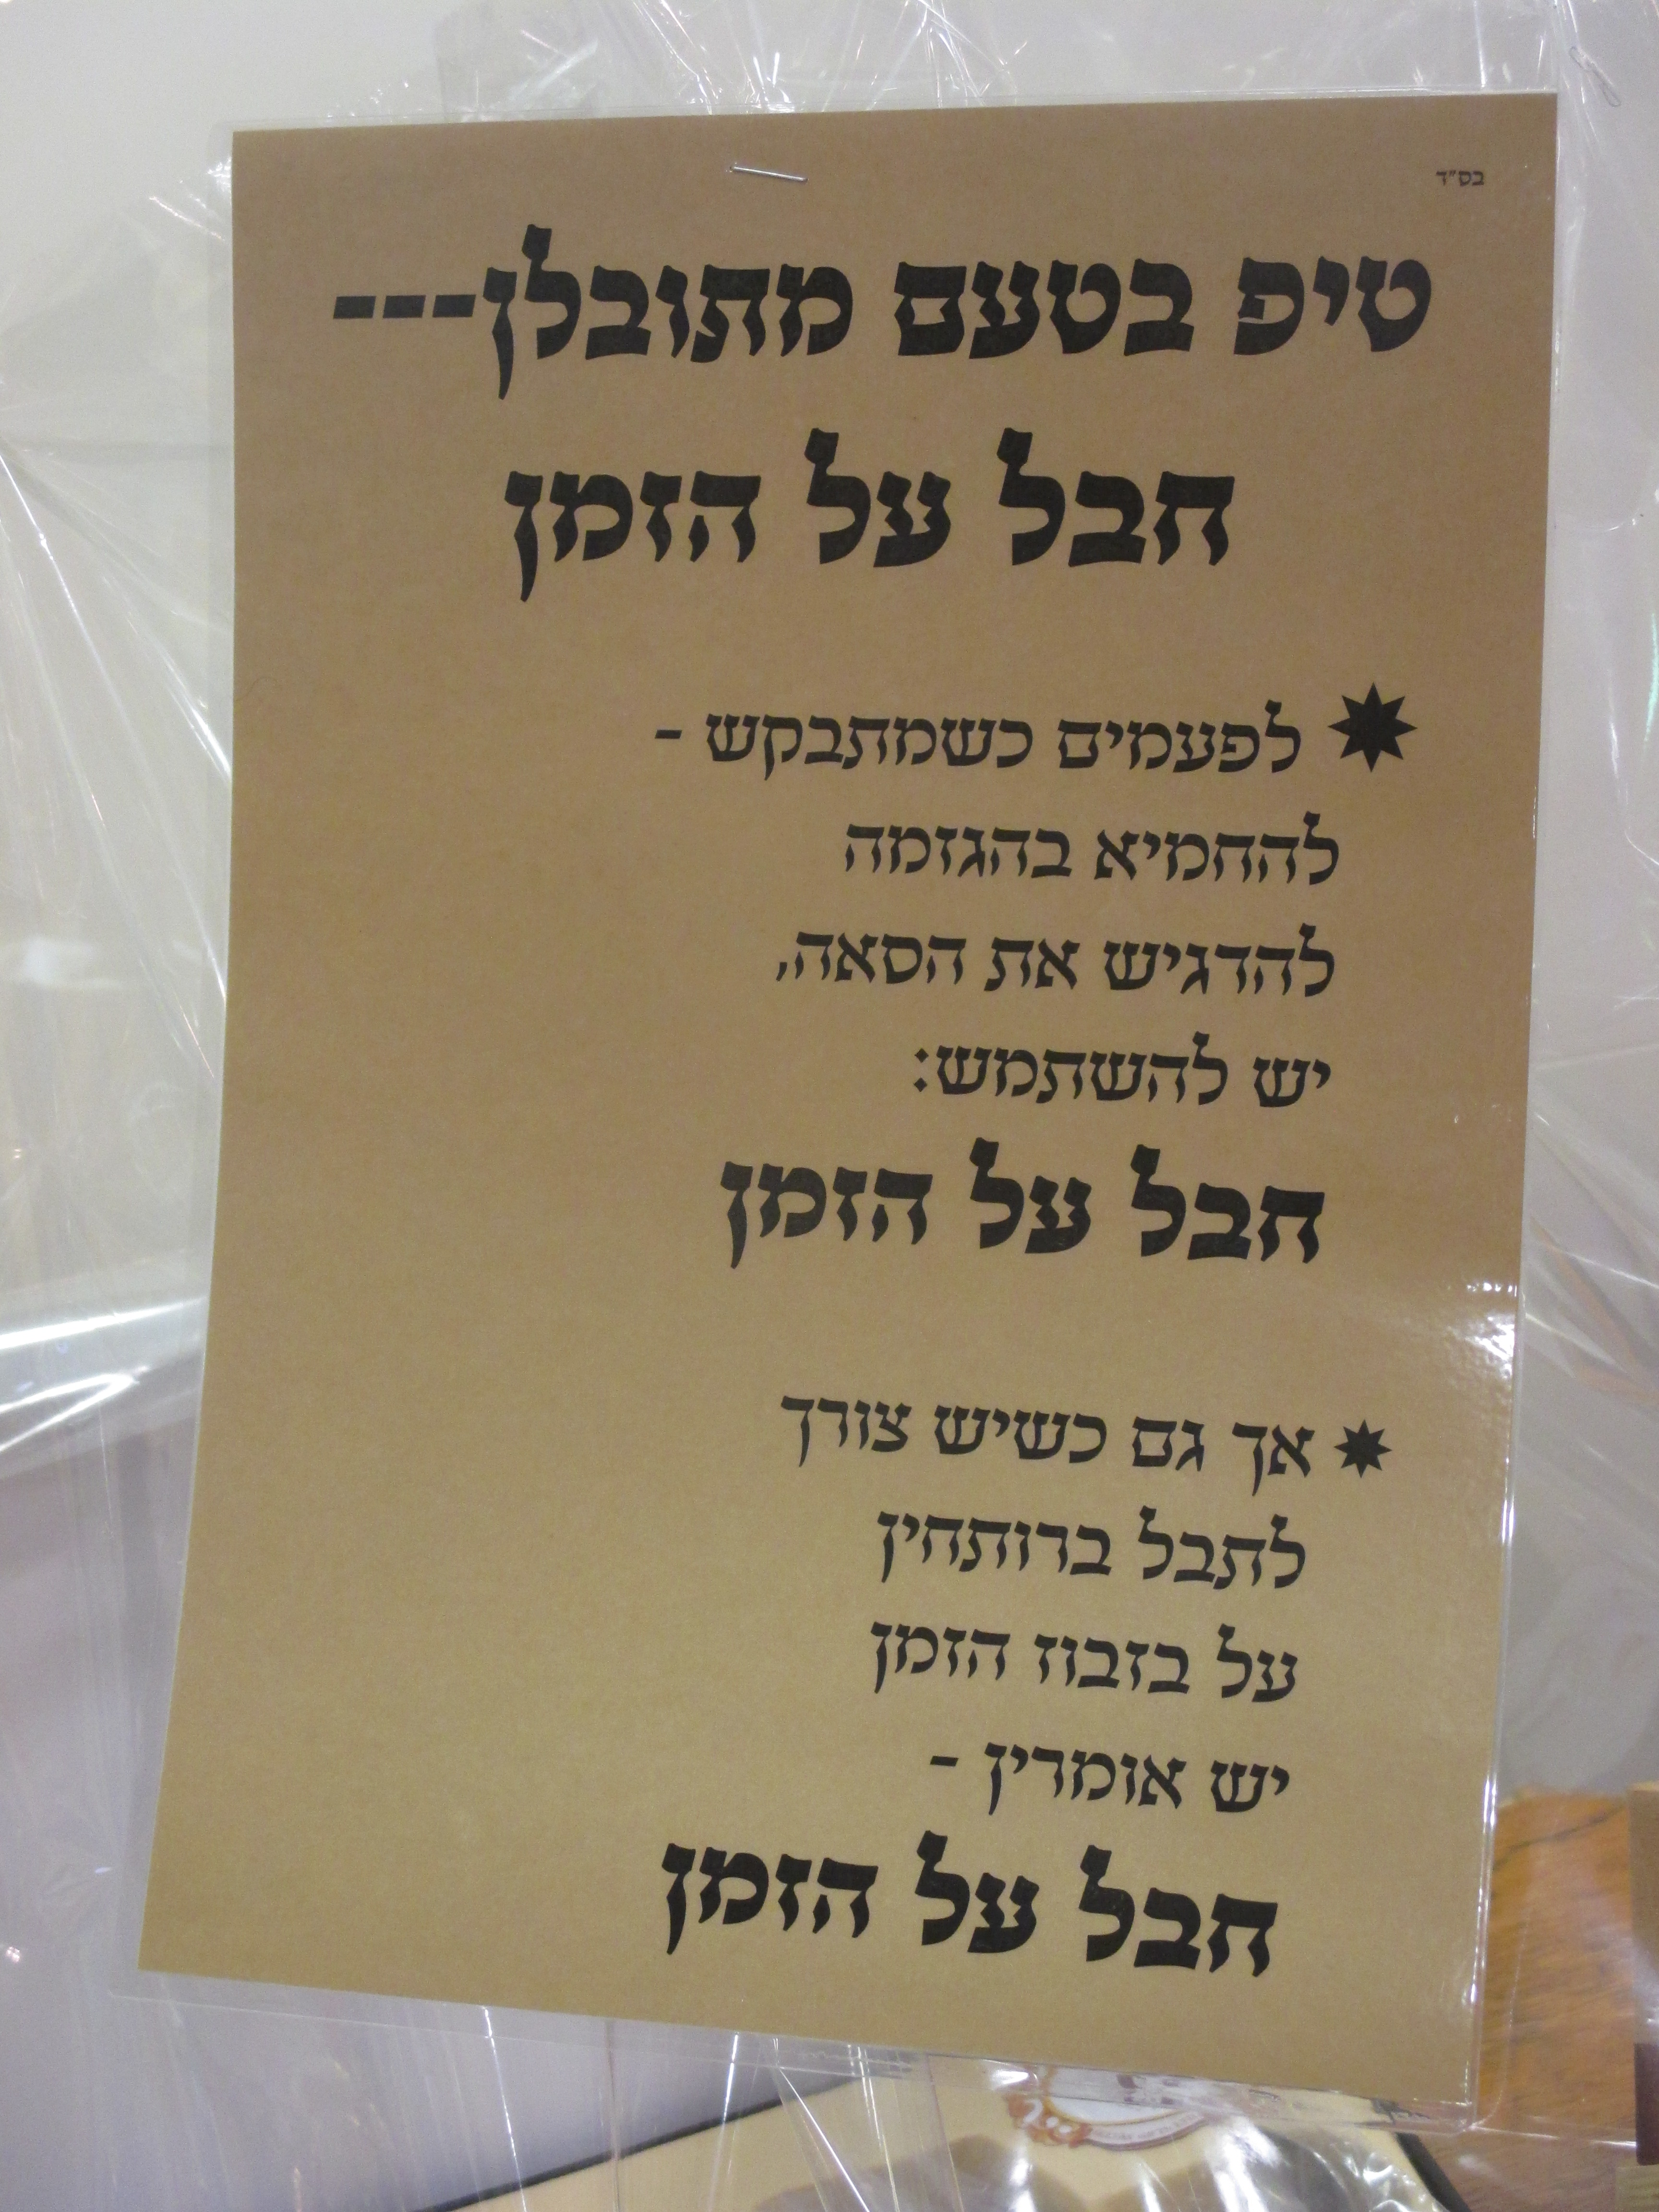 בס"ד
טיפ בטעם מתובלן---
חבל על הזמן
לפעמים כשמתבקש -
להחמיא בהגזמה
להדגיש את הסאה,
יש להשתמש:
חבל על הזמן
אך גם כשיש צורך
לתבל ברותחין
על בזבוז הזמן
יש אומרין -
חבל על הזמן